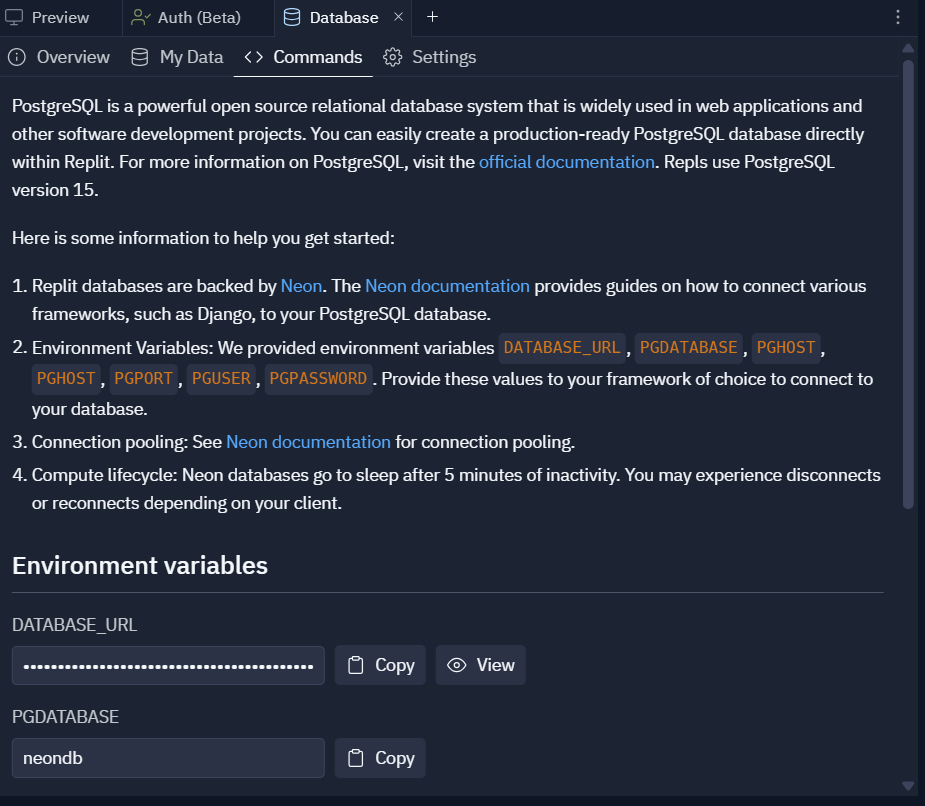 Preview
Auth (Beta)
Database
Overview
My Data
Commands
Settings
PostgreSQL is a powerful open source relational database system that is widely used in web applications and
other software development projects. You can easily create a production-ready PostgreSQL database directly
within Replit. For more information on PostgreSQL, visit the official documentation. Repls use PostgreSQL
version 15.
Here is some information to help you get started:
1. Replit databases are backed by Neon. The Neon documentation provides guides on how to connect various
frameworks, such as Django, to your PostgreSQL database.
2. Environment Variables: We provided environment variables DATABASE_URL, PGDATABASE, PGHOST,
PGHOST, PGPORT, PGUSER, PGPASSWORD. Provide these values to your framework of choice to connect to
your database.
3. Connection pooling: See Neon documentation for connection pooling.
4. Compute lifecycle: Neon databases go to sleep after 5 minutes of inactivity. You may experience disconnects
or reconnects depending on your client.
Environment variables
DATABASE_URL
•••••••••••••••••••••••••••••••••••••••••• Copy View
PGDATABASE
neondb Copy